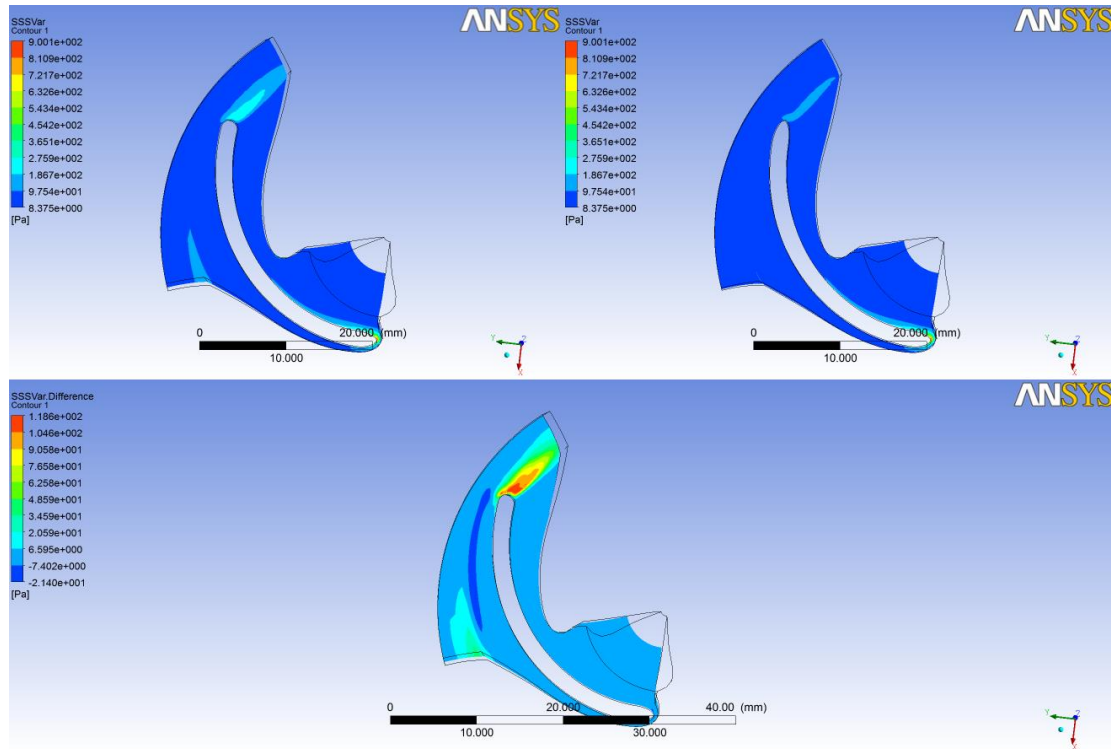 SSSVar
Contour 1
9.001e+002
8.109e+002
7.217e+002
6.326e+002
5.434e+002
4.542e+002
3.651e+002
2.759e+002
1.867e+002
9.754e+001
8.375e+000
[Pa]
ANSYS
0
20.000 (mm)
10.000
Y
Z
X
SSSVar
Contour 1
9.001e+002
8.109e+002
7.217e+002
6.326e+002
5.434e+002
4.542e+002
3.651e+002
2.759e+002
1.867e+002
9.754e+001
8.375e+000
[Pa]
ANSYS
0
20.000 (mm)
10.000
Y
Z
X
SSSVar.Difference
Contour 1
1.186e+002
1.046e+002
9.058e+001
7.658e+001
6.258e+001
4.859e+001
3.459e+001
2.059e+001
6.595e+000
-7.402e+000
-2.140e+001
[Pa]
ANSYS
0
20.000
40.00 (mm)
10.000
30.000
Y
Z
X